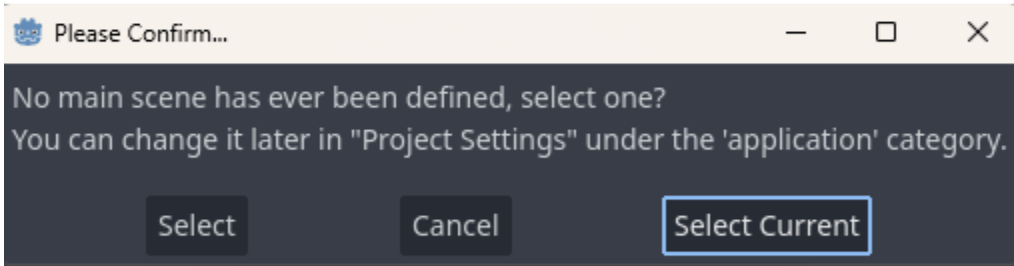 Please Confirm...
No main scene has ever been defined, select one?
You can change it later in "Project Settings" under the 'application' category.
Select
Cancel
Select Current